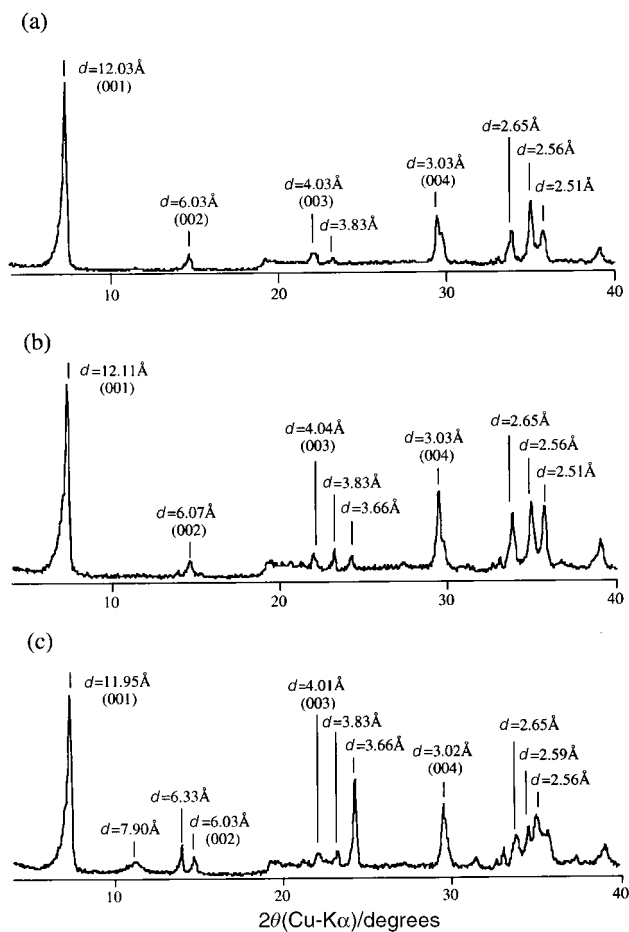 (a)
d=12.03Å
(001)
d=6.03Å
(002)
d=4.03Å
(003)
d=3.83Å
d=3.03Å
(004)
d=2.65Å
d=2.56Å
d=2.51Å
10
20
30
40
(b)
d=12.11Å
(001)
d=6.07Å
(002)
d=4.04Å
(003)
d=3.83Å
d=3.66Å
d=3.03Å
(004)
d=2.65Å
d=2.56Å
d=2.51Å
10
20
30
40
(c)
d=11.95Å
(001)
d=7.90Å
d=6.33Å
d=6.03Å
(002)
d=4.01Å
(003)
d=3.83Å
d=3.66Å
d=3.02Å
(004)
d=2.65Å
d=2.59Å
d=2.56Å
10
20
30
40
2θ(Cu-Kα)/degrees